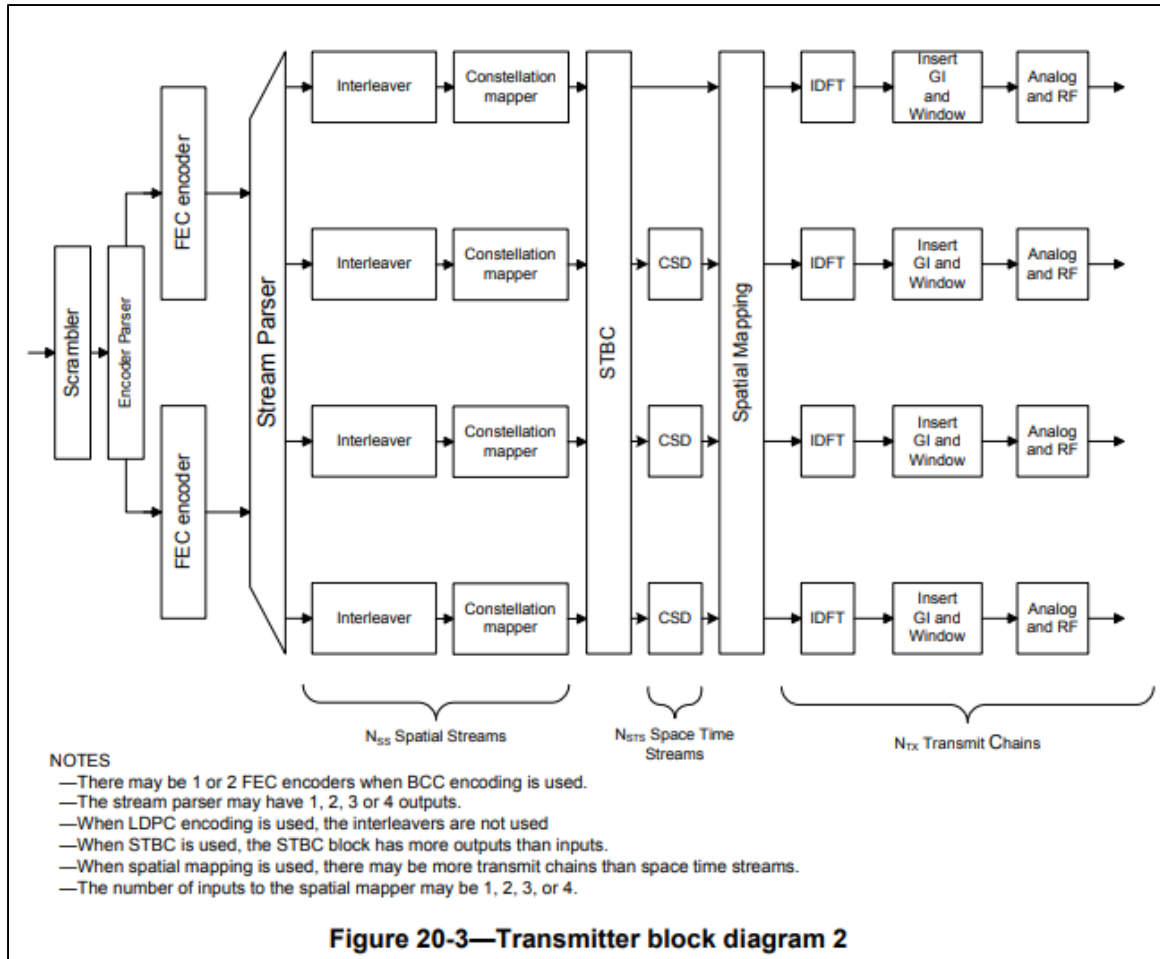 Scrambler
Encoder Parser
FEC encoder
FEC encoder
Stream Parser
Interleaver
Constellation
mapper
Interleaver
Constellation
mapper
Interleaver
Constellation
mapper
Interleaver
Constellation
mapper
STBC
CSD
CSD
CSD
Spatial Mapping
IDFT
Insert
GI
and
Window
Analog
and RF
IDFT
Insert
GI and
Window
Analog
and RF
IDFT
Insert
GI and
Window
Analog
and RF
IDFT
Insert
GI and
Window
Analog
and RF
NSS Spatial Streams
NSTS Space Time
Streams
NTX Transmit Chains
NOTES
—There may be 1 or 2 FEC encoders when BCC encoding is used.
—The stream parser may have 1, 2, 3 or 4 outputs.
—When LDPC encoding is used, the interleavers are not used
—When STBC is used, the STBC block has more outputs than inputs.
—When spatial mapping is used, there may be more transmit chains than space time streams.
—The number of inputs to the spatial mapper may be 1, 2, 3, or 4.
Figure 20-3—Transmitter block diagram 2